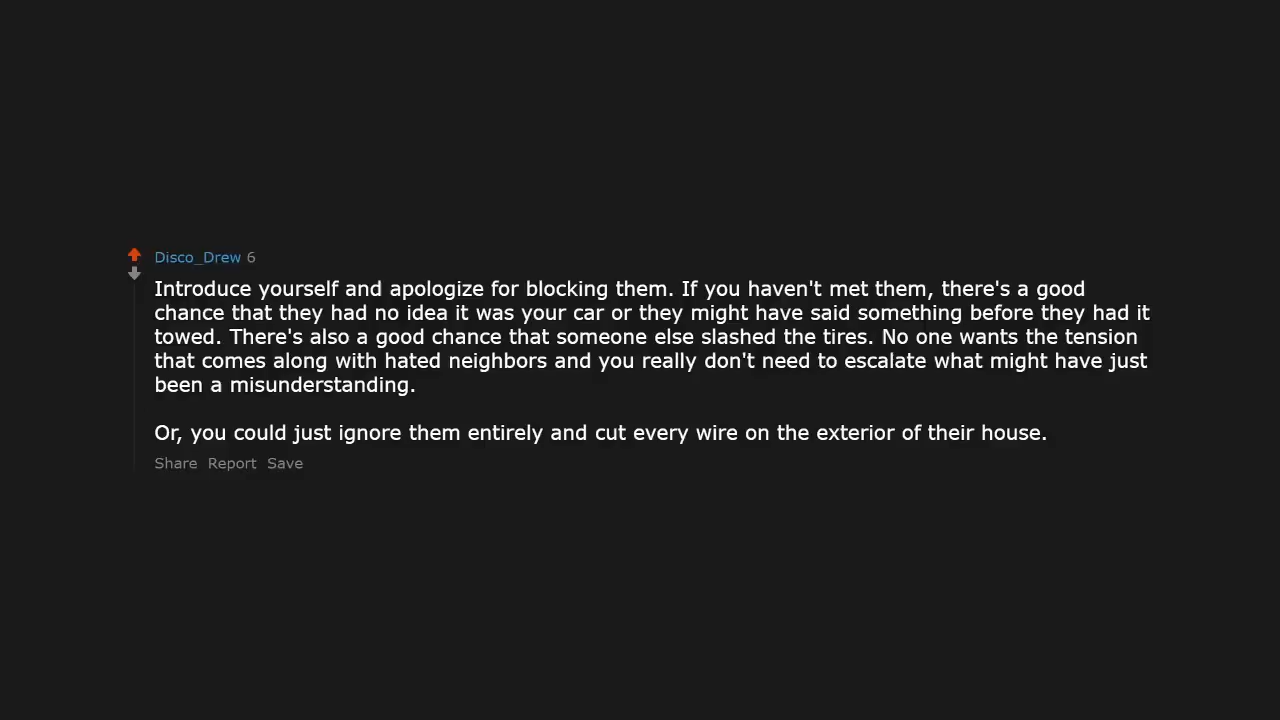 Disco_Drew 6
Introduce yourself and apologize for blocking them. If you haven't met them, there's a good
chance that they had no idea it was your car or they might have said something before they had it
towed. There's also a good chance that someone else slashed the tires. No one wants the tension
that comes along with hated neighbors and you really don't need to escalate what might have just
been a misunderstanding.
Or, you could just ignore them entirely and cut every wire on the exterior of their house.
Share Report Save